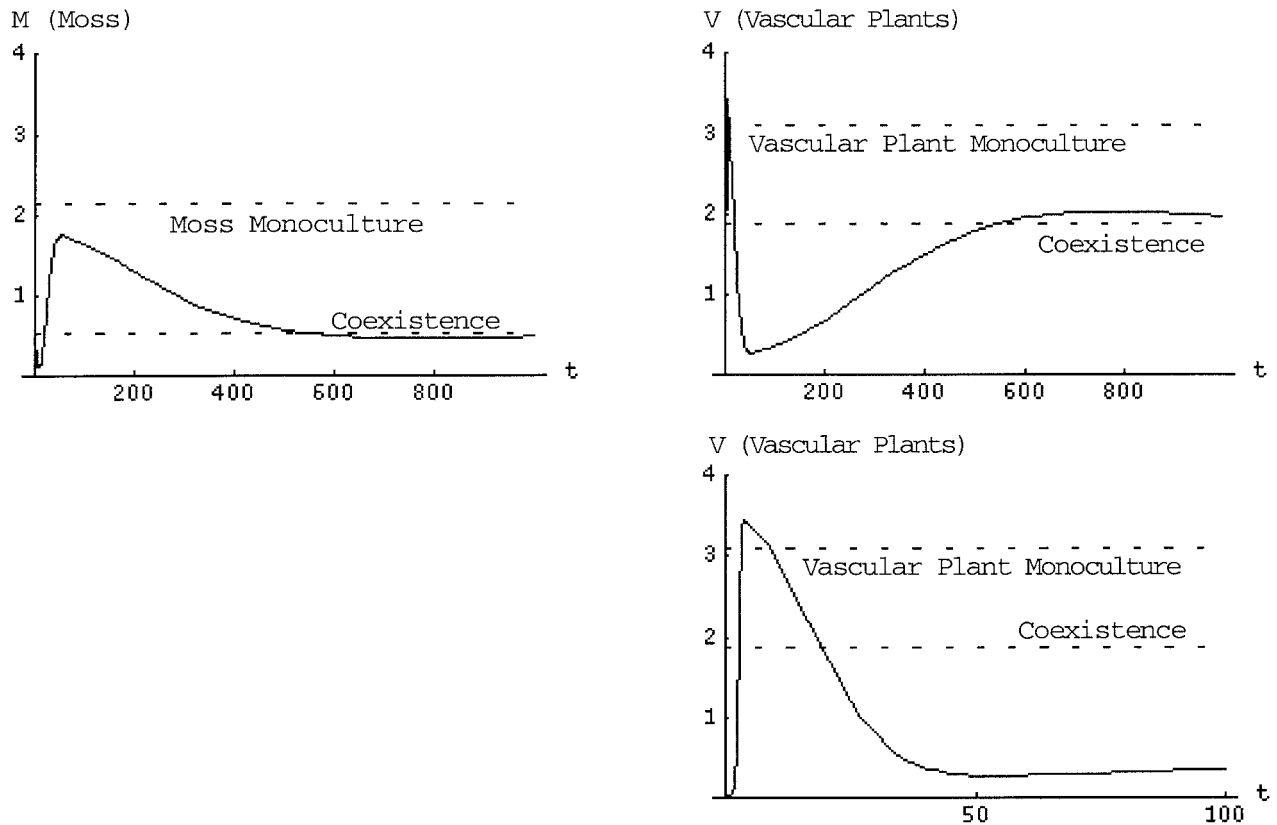 M (Moss)
4
3
2
Moss Monoculture
1
Coexistence
t
200 400 600 800
V (Vascular Plants)
4
3
Vascular Plant Monoculture
2
Coexistence
1
t
200 400 600 800
V (Vascular Plants)
4
3
Vascular Plant Monoculture
Coexistence
2
1
t
50 100